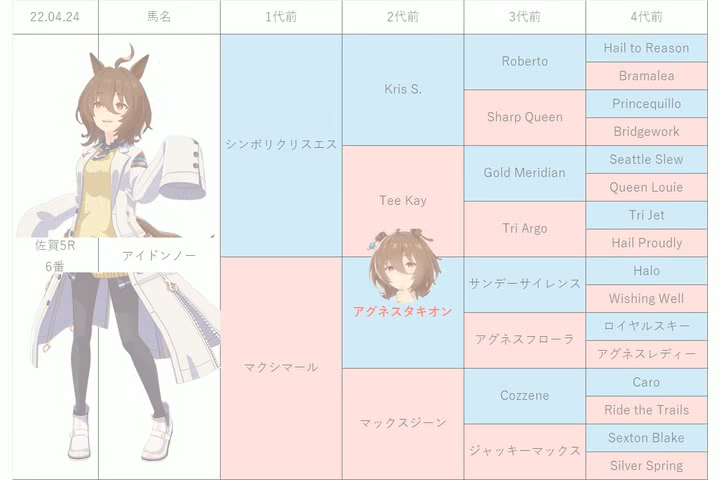 22.04.24 馬名 1代前 2代前 3代前 4代前
佐賀5R
6番
アイドンノー
シンボリクリスエス
マクシマール
Kris S.
Tee Kay
アグネスタキオン
マックスジーン
Roberto
Sharp Queen
Gold Meridian
Tri Argo
サンデーサイレンス
アグネスフローラ
Cozzene
ジャッキーマックス
Hail to Reason
Bramalea
Princequillo
Bridgework
Seattle Slew
Queen Louie
Tri Jet
Hail Proudly
Halo
Wishing Well
ロイヤルスキー
アグネスレディー
Caro
Ride the Trails
Sexton Blake
Silver Spring